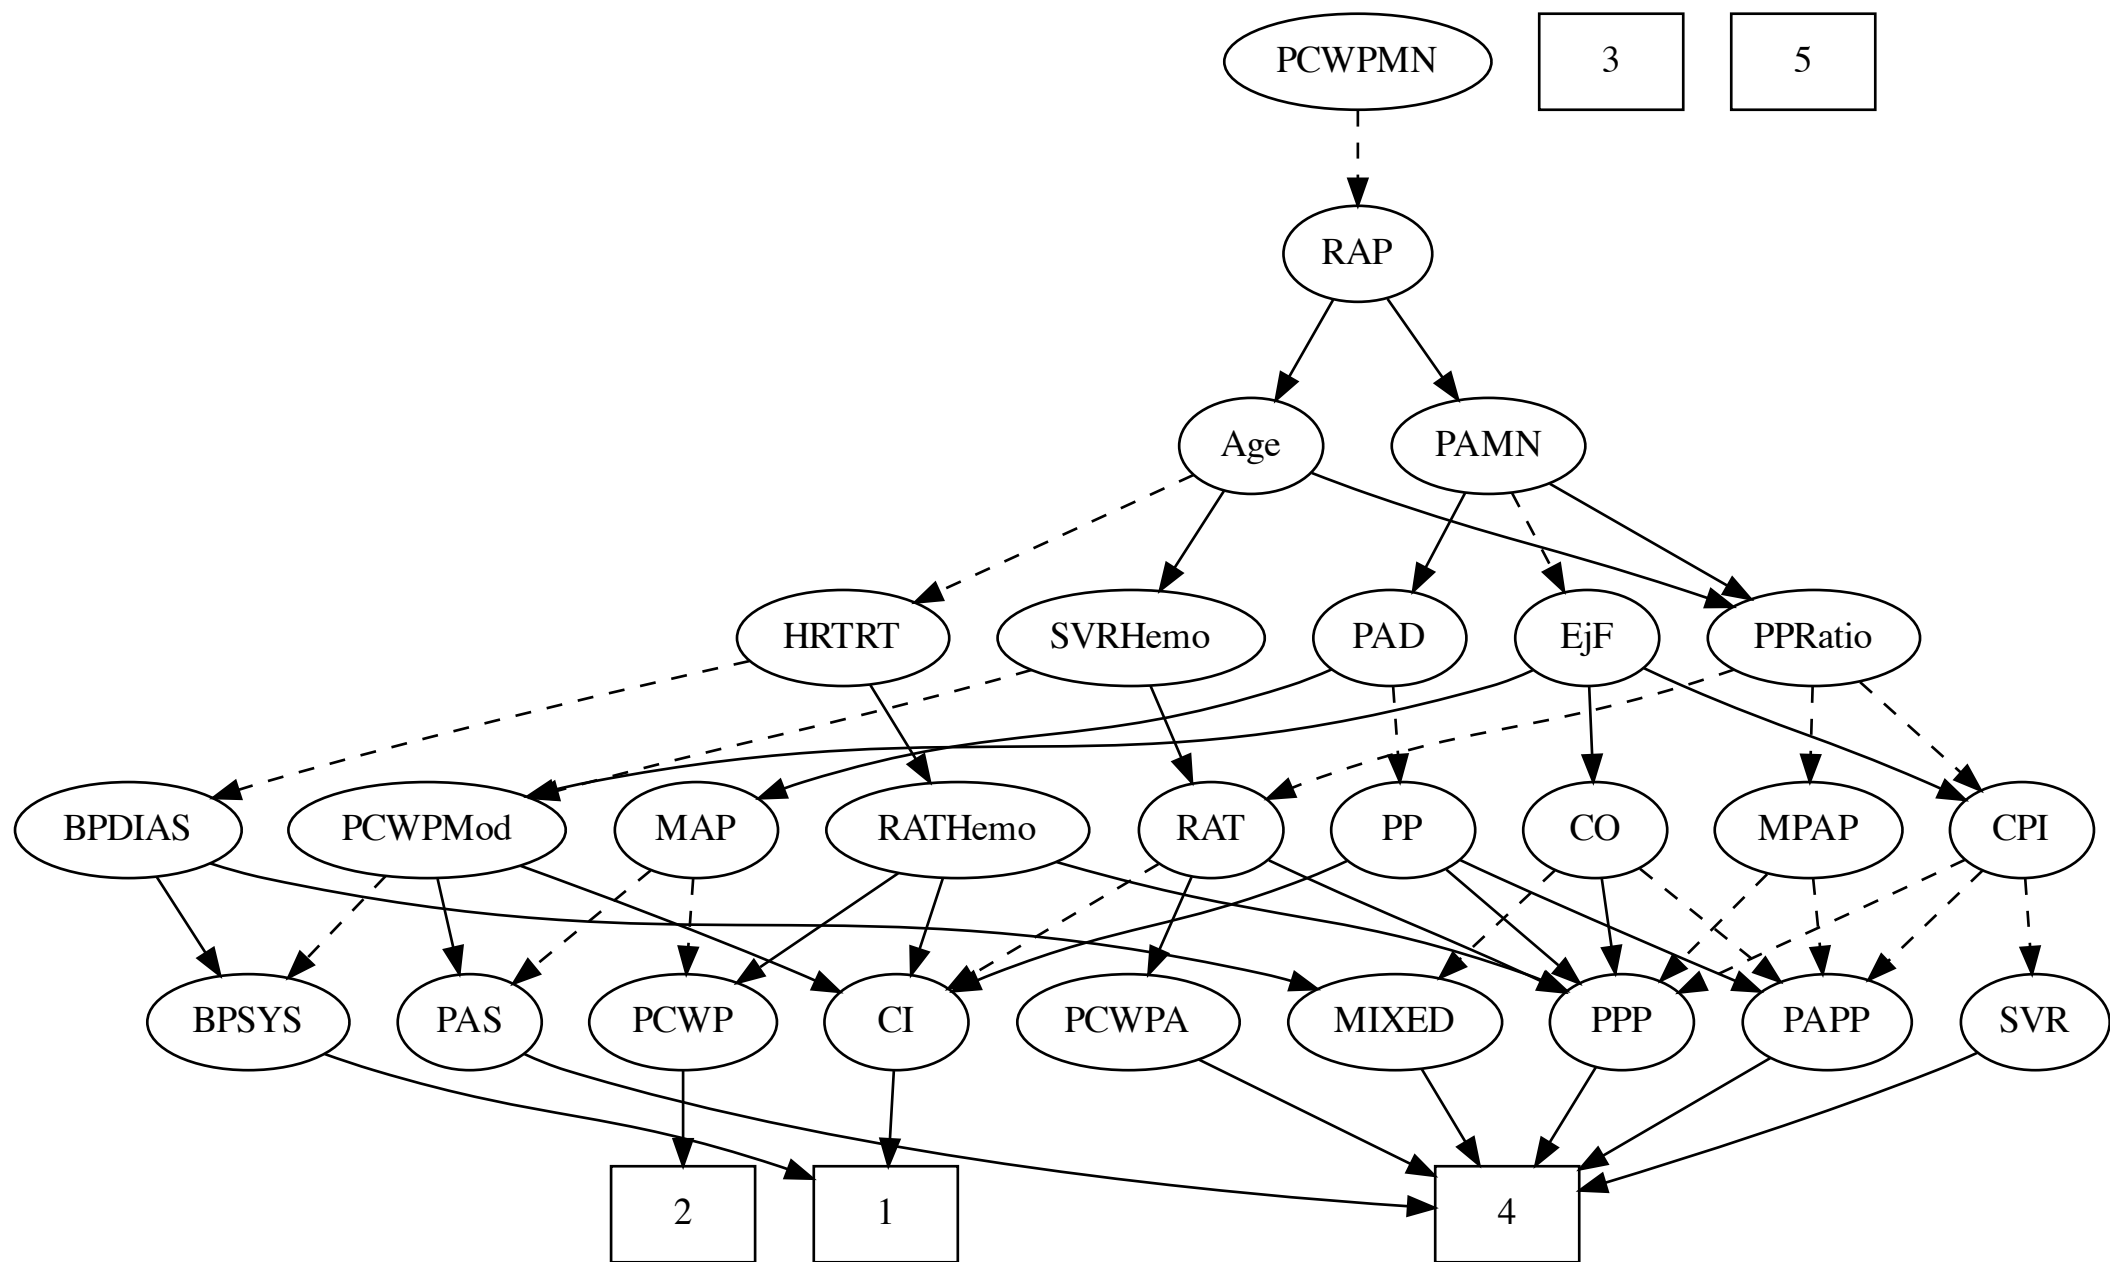 PCWPMN
3
5
RAP
Age
PAMN
HRTRT
SVRHemo
PAD
EjF
PPRatio
BPDIAS
PCWPMod
MAP
RATHemo
RAT
PP
CO
MPAP
CPI
BPSYS
PAS
PCWP
CI
PCWPA
MIXED
PPP
PAPP
SVR
2
1
4